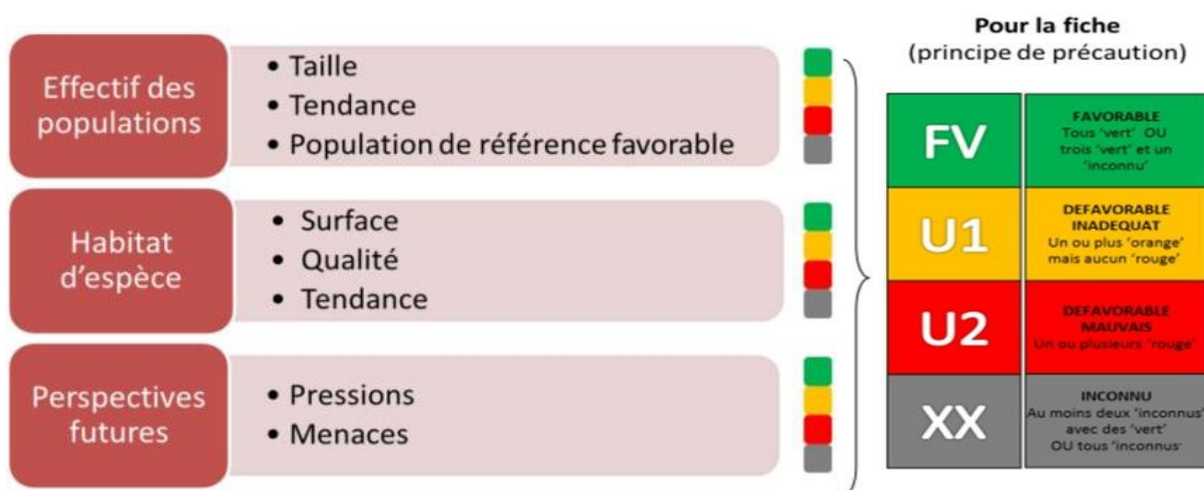 Pour la fiche
(principe de précaution)
Effectif des
populations
• Taille
• Tendance
• Population de référence favorable
Habitat
d'espèce
• Surface
• Qualité
• Tendance
Perspectives
futures
• Pressions
• Menaces
FV
FAVORABLE
Tous 'vert' OU
trois 'vert' et un
'inconnu'
U1
DEFAVORABLE
INADEQUAT
Un ou plus 'orange'
mais aucun 'rouge'
U2
DEFAVORABLE
MAUVAIS
Un ou plusieurs 'rouge'
XX
INCONNU
Au moins deux 'inconnus'
avec des 'vert'
OU tous 'inconnus'